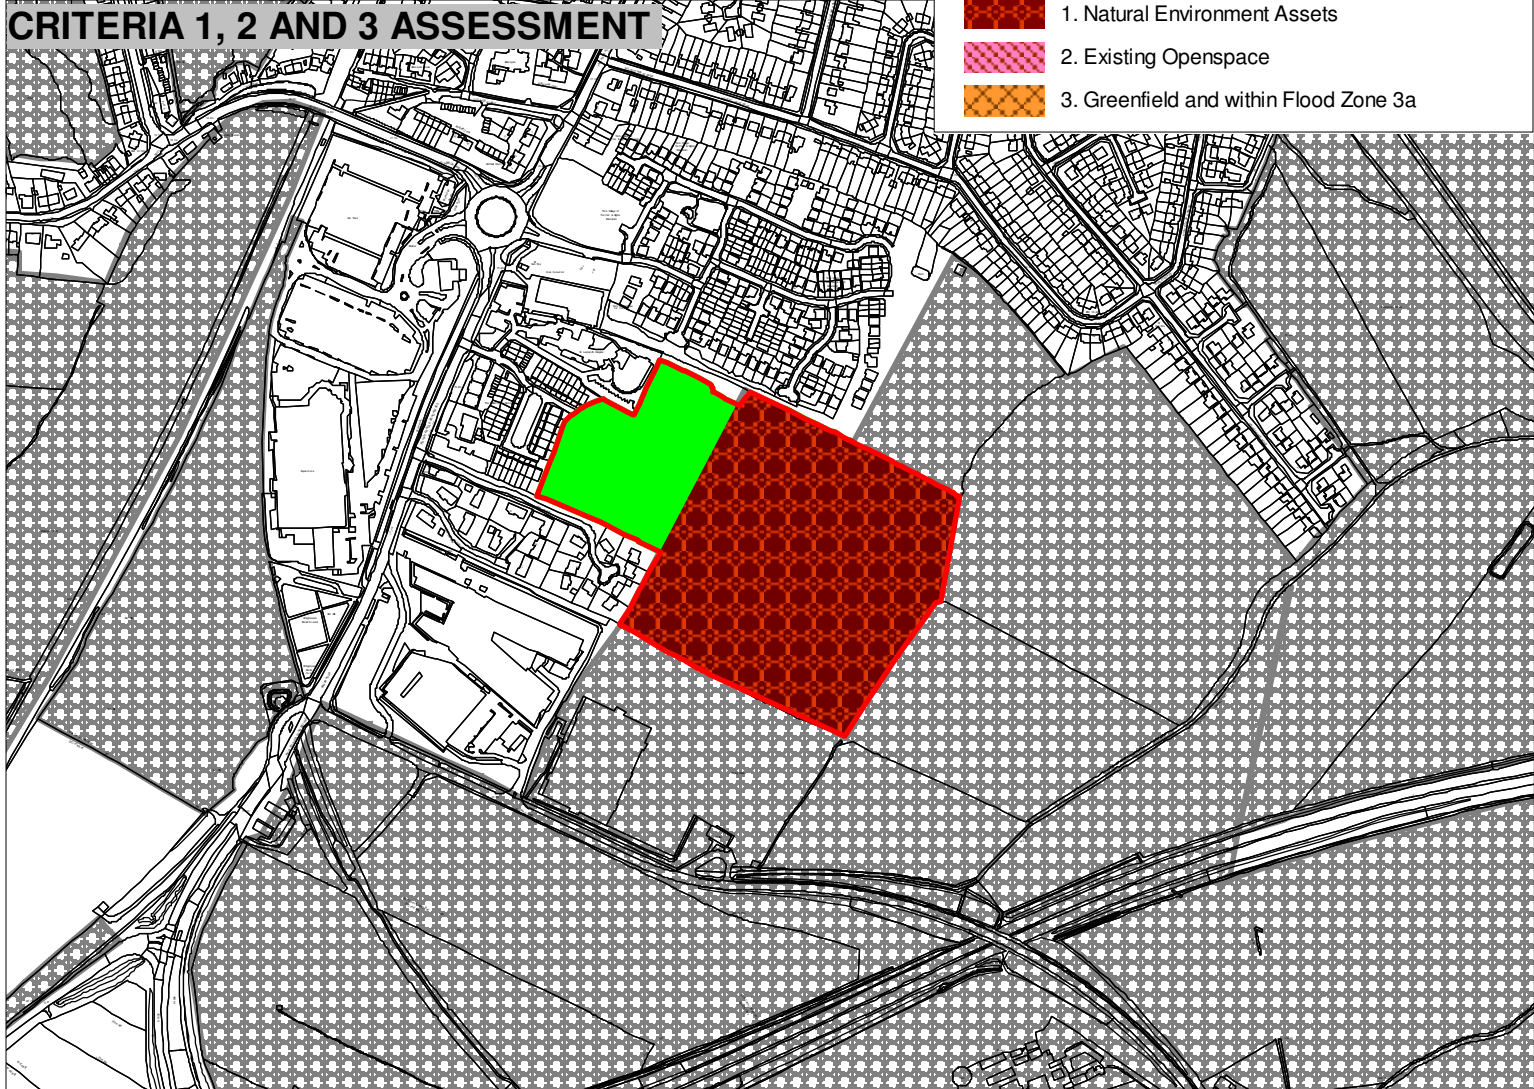 CRITERIA 1, 2 AND 3 ASSESSMENT
1. Natural Environment Assets
2. Existing Openspace
3. Greenfield and within Flood Zone 3a